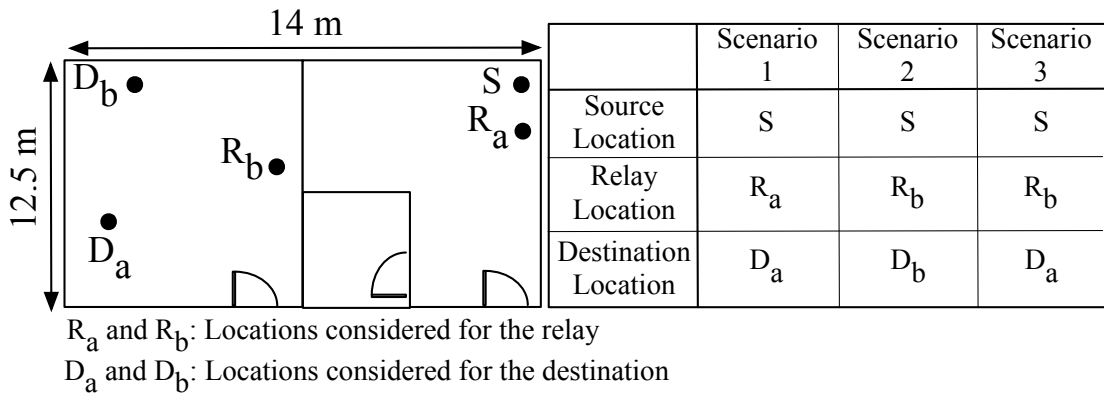 14 m
12.5 m
D_b
S
R_a
R_b
D_a
Scenario 1 Scenario 2 Scenario 3
Source Location S S S
Relay Location R_a R_b R_b
Destination Location D_a D_b D_a
R_a and R_b: Locations considered for the relay
D_a and D_b: Locations considered for the destination